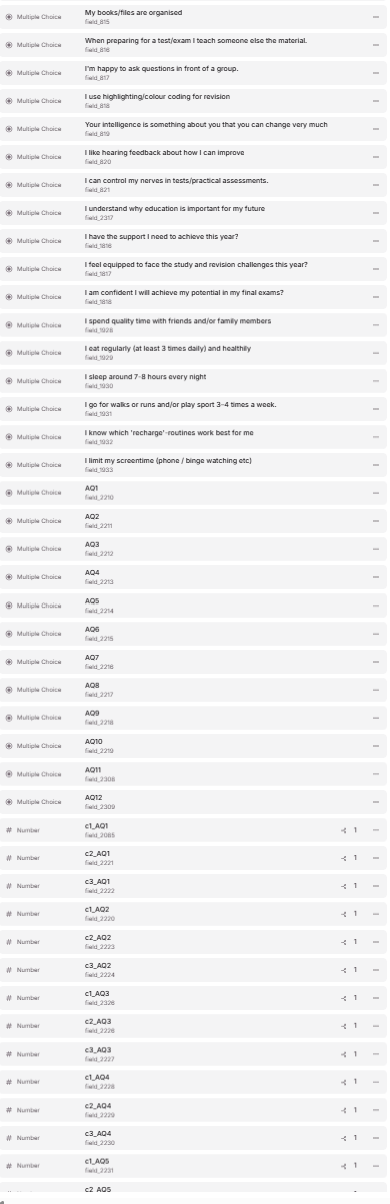 Multiple Choice
My books/files are organised
field_815
Multiple Choice
When preparing for a test/exam I teach someone else the material.
field_816
Multiple Choice
I'm happy to ask questions in front of a group.
field_817
Multiple Choice
I use highlighting/colour coding for revision
field_818
Multiple Choice
Your intelligence is something about you that you can change very much
field_819
Multiple Choice
I like hearing feedback about how I can improve
field_820
Multiple Choice
I can control my nerves in tests/practical assessments.
field_821
Multiple Choice
I understand why education is important for my future
field_2317
Multiple Choice
I have the support I need to achieve this year?
field_1816
Multiple Choice
I feel equipped to face the study and revision challenges this year?
field_1817
Multiple Choice
I am confident I will achieve my potential in my final exams?
field_1818
Multiple Choice
I spend quality time with friends and/or family members
field_1928
Multiple Choice
I eat regularly (at least 3 times daily) and healthily
field_1929
Multiple Choice
I sleep around 7-8 hours every night
field_1930
Multiple Choice
I go for walks or runs and/or play sport 3-4 times a week.
field_1931
Multiple Choice
I know which 'recharge'-routines work best for me
field_1932
Multiple Choice
I limit my screentime (phone / binge watching etc)
field_1933
Multiple Choice
AQ1
field_2210
Multiple Choice
AQ2
field_2211
Multiple Choice
AQ3
field_2212
Multiple Choice
AQ4
field_2213
Multiple Choice
AQ5
field_2214
Multiple Choice
AQ6
field_2215
Multiple Choice
AQ7
field_2216
Multiple Choice
AQ8
field_2217
Multiple Choice
AQ9
field_2218
Multiple Choice
AQ10
field_2219
Multiple Choice
AQ11
field_2308
Multiple Choice
AQ12
field_2309
# Number
c1_AQ1
field_2085
1
# Number
c2_AQ1
field_2221
1
# Number
c3_AQ1
field_2222
1
# Number
c1_AQ2
field_2220
1
# Number
c2_AQ2
field_2223
1
# Number
c3_AQ2
field_2224
1
# Number
c1_AQ3
field_2326
1
# Number
c2_AQ3
field_2226
1
# Number
c3_AQ3
field_2227
1
# Number
c1_AQ4
field_2228
1
# Number
c2_AQ4
field_2229
1
# Number
c3_AQ4
field_2230
1
# Number
c1_AQ5
field_2231
1
c2_AQ5